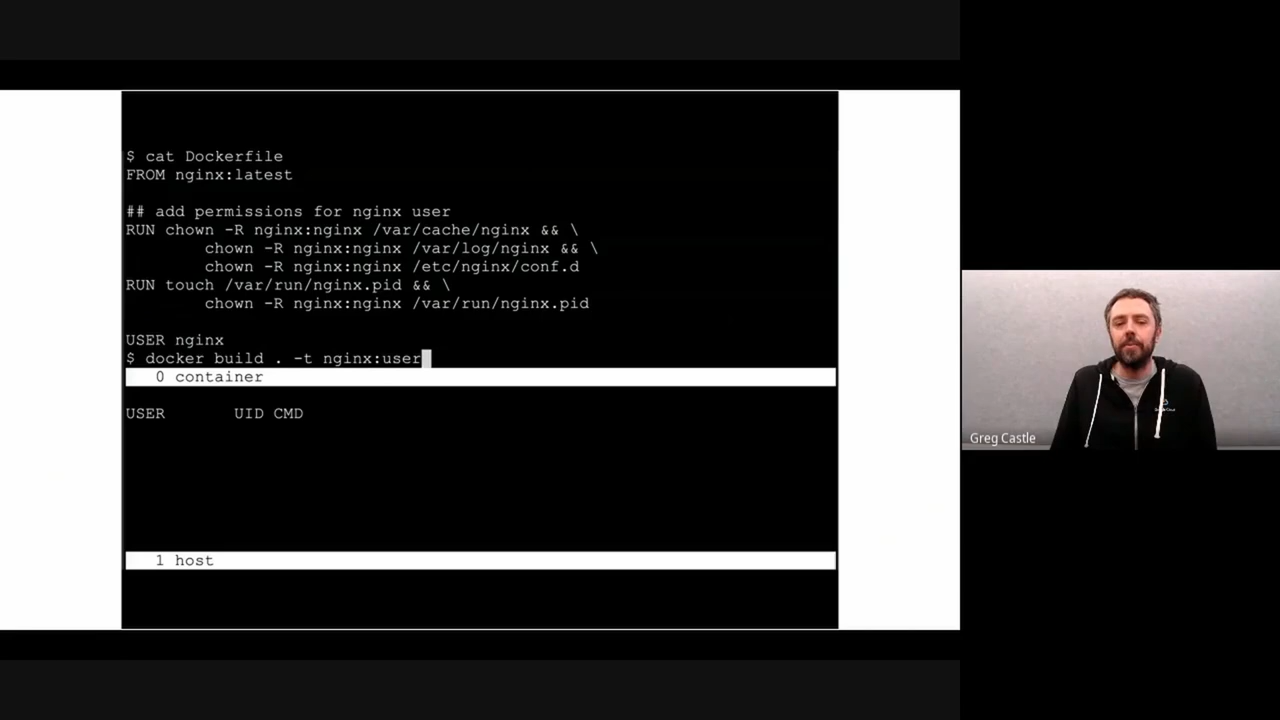 $ cat Dockerfile
FROM nginx:latest
## add permissions for nginx user
RUN chown -R nginx:nginx /var/cache/nginx && \
chown -R nginx:nginx /var/log/nginx && \
chown -R nginx:nginx /etc/nginx/conf.d
RUN touch /var/run/nginx.pid && \
chown -R nginx:nginx /var/run/nginx.pid
USER nginx
$ docker build . -t nginx:user
0 container
USER UID CMD
1 host
Greg Castle